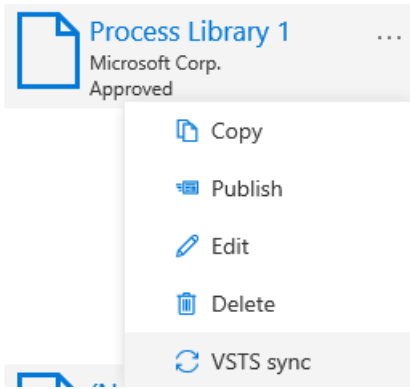 Process Library 1
...
Microsoft Corp.
Approved
Copy
Publish
Edit
Delete
VSTS sync